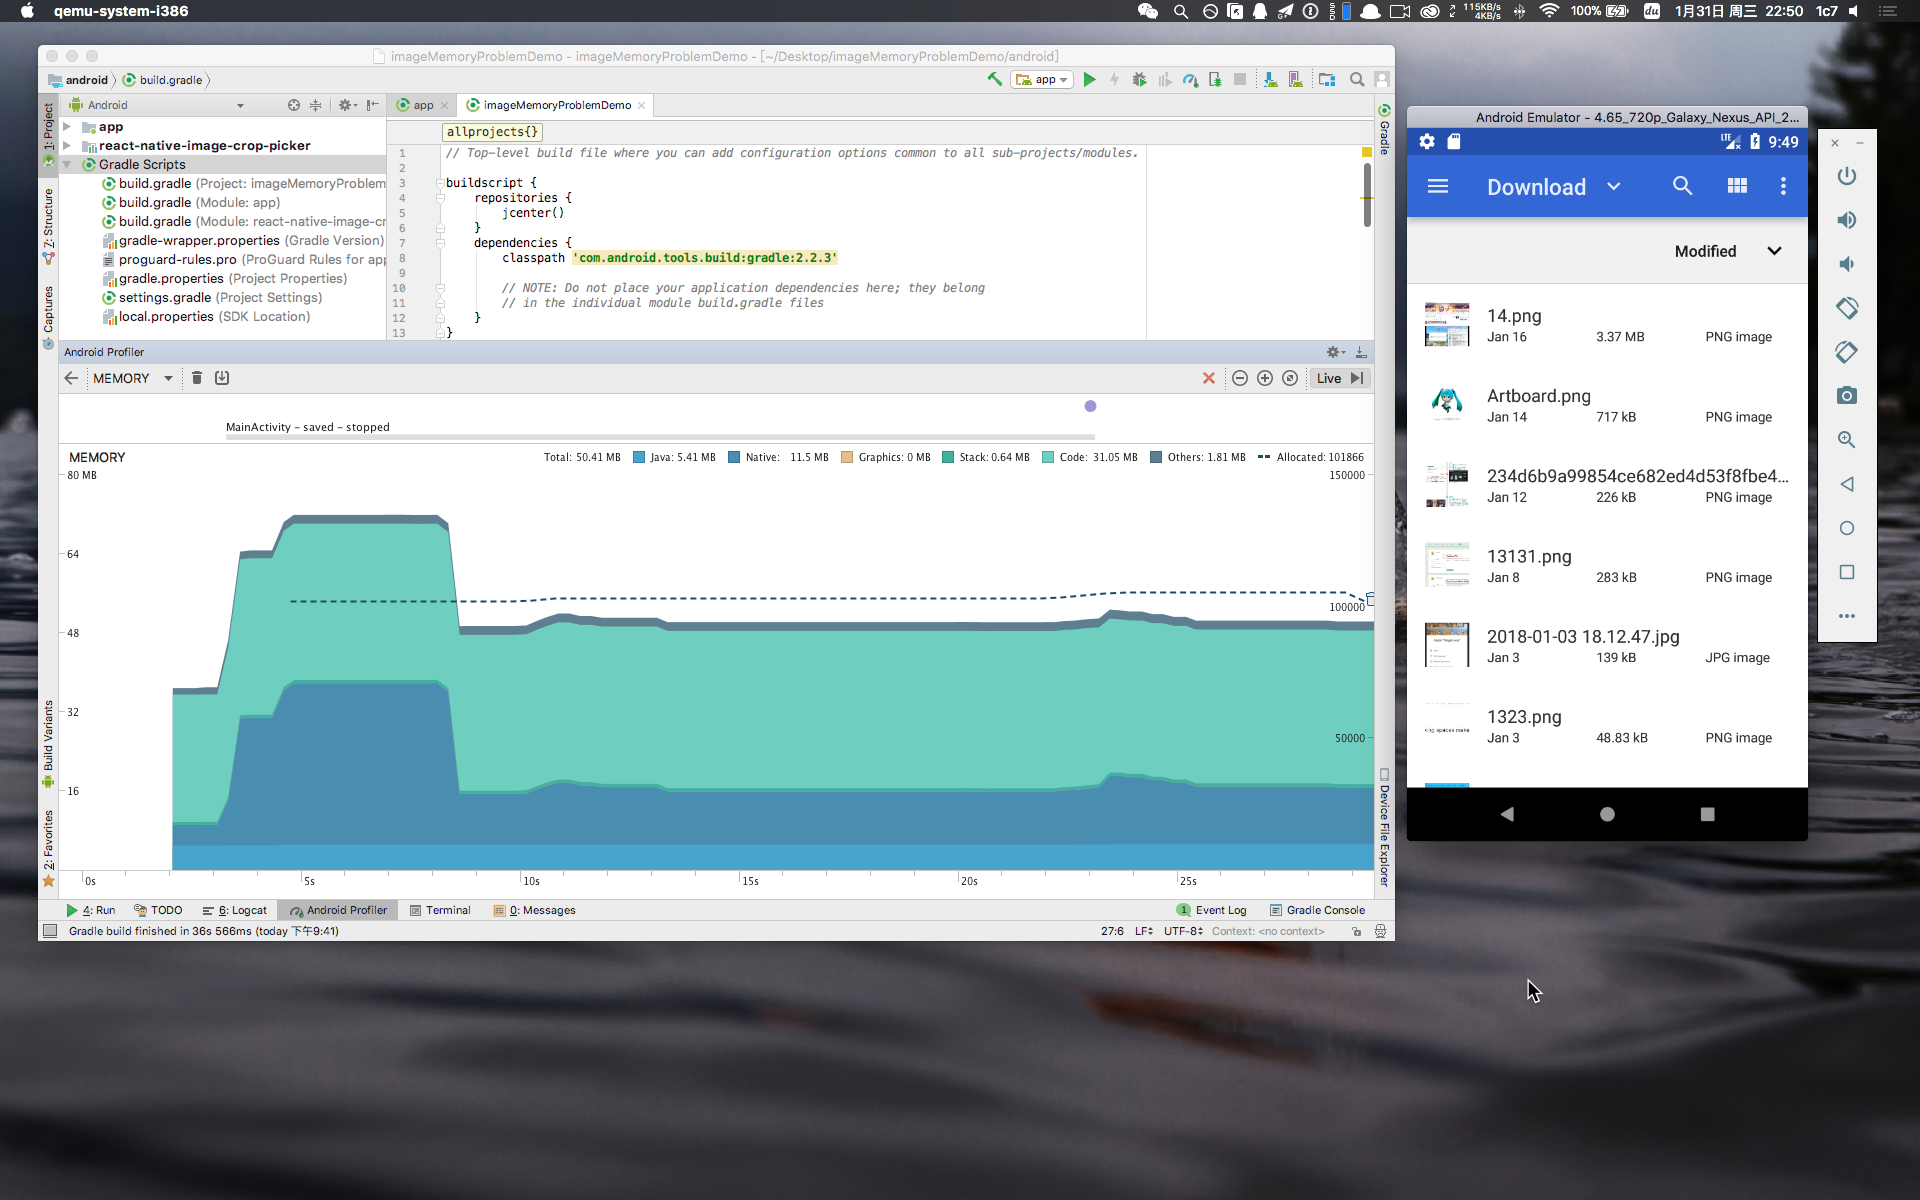 qemu-system-i386
115KB/s
4KB/s
100%
du
1月31日 周三 22:50
1c7
imageMemoryProblemDemo - imageMemoryProblemDemo - [~/Desktop/imageMemoryProblemDemo/android]
android
build.gradle
app
1: Project
Z: Structure
Captures
Build Variants
2: Favorites
Android
app
react-native-image-crop-picker
Gradle Scripts
build.gradle (Project: imageMemoryProblem
build.gradle (Module: app)
build.gradle (Module: react-native-image-cr
gradle-wrapper.properties (Gradle Version)
proguard-rules.pro (ProGuard Rules for app
gradle.properties (Project Properties)
settings.gradle (Project Settings)
local.properties (SDK Location)
app
imageMemoryProblemDemo
allprojects{}
1 // Top-level build file where you can add configuration options common to all sub-projects/modules.
2
3 buildscript {
4 repositories {
5 jcenter()
6 }
7 dependencies {
8 classpath 'com.android.tools.build:gradle:2.2.3'
9
10 // NOTE: Do not place your application dependencies here; they belong
11 // in the individual module build.gradle files
12 }
13 }
Gradle
Device File Explorer
Android Profiler
MEMORY
Live
MainActivity - saved - stopped
MEMORY
Total: 50.41 MB
Java: 5.41 MB
Native: 11.5 MB
Graphics: 0 MB
Stack: 0.64 MB
Code: 31.05 MB
Others: 1.81 MB
Allocated: 101866
80 MB
150000
64
48
100000
32
50000
16
0s
5s
10s
15s
20s
25s
4: Run
TODO
6: Logcat
Android Profiler
Terminal
0: Messages
1 Event Log
Gradle Console
Gradle build finished in 36s 566ms (today 下午9:41)
27:6
LF
UTF-8
Context: <no context>
Android Emulator - 4.65_720p_Galaxy_Nexus_API_2...
LTE
9:49
Download
Modified
14.png
Jan 16
3.37 MB
PNG image
Artboard.png
Jan 14
717 kB
PNG image
234d6b9a99854ce682ed4d53f8fbe4...
Jan 12
226 kB
PNG image
13131.png
Jan 8
283 kB
PNG image
2018-01-03 18.12.47.jpg
Jan 3
139 kB
JPG image
1323.png
Jan 3
48.83 kB
PNG image